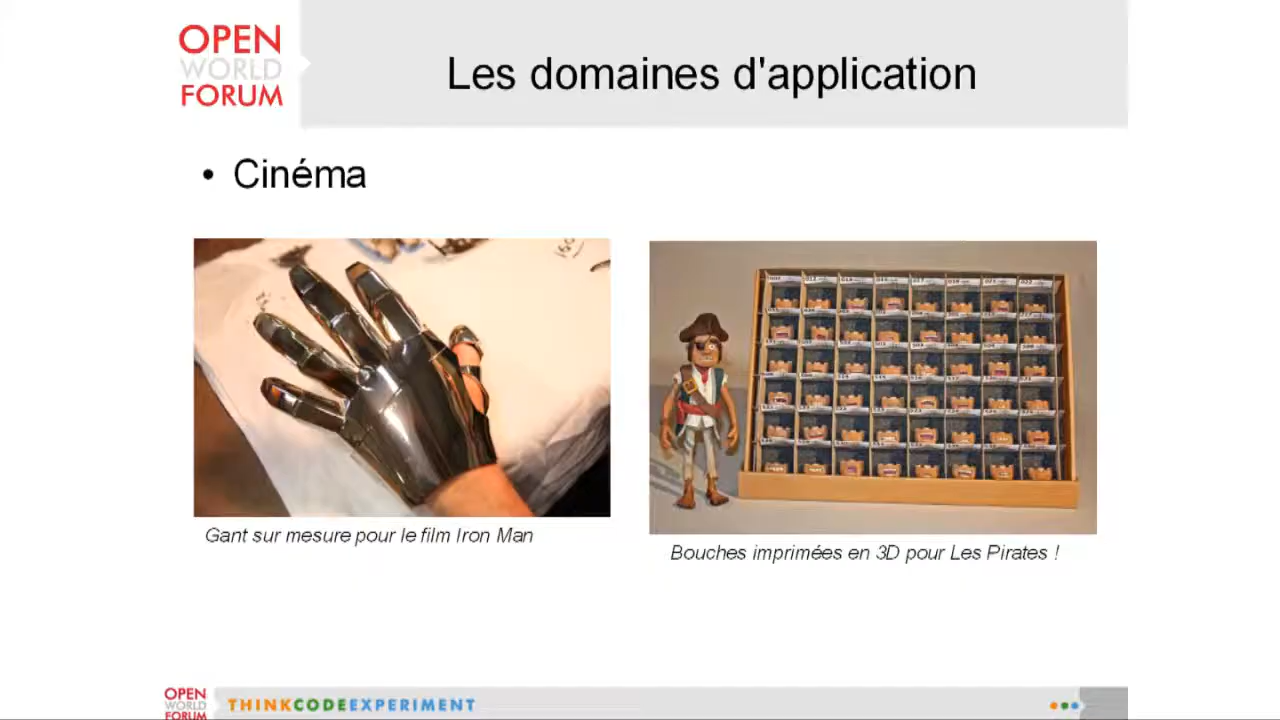 OPEN
WORLD
FORUM
Les domaines d'application
• Cinéma
Gant sur mesure pour le film Iron Man
Bouches imprimées en 3D pour Les Pirates !
OPEN
WORLD
FORUM
THINKCODEEXPERIMENT